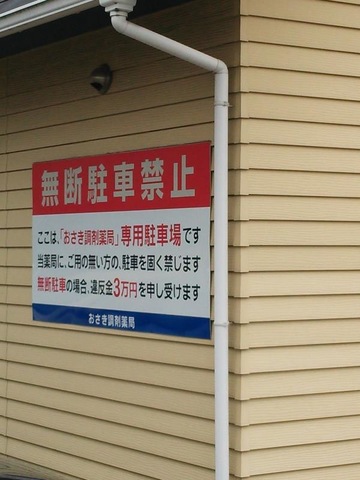 無断駐車禁止
ここは、「おさき調剤薬局」専用駐車場です
当薬局に、ご用の無い方の、駐車を固く禁じます
無断駐車の場合、違反金3万円を申し受けます
おさき調剤薬局